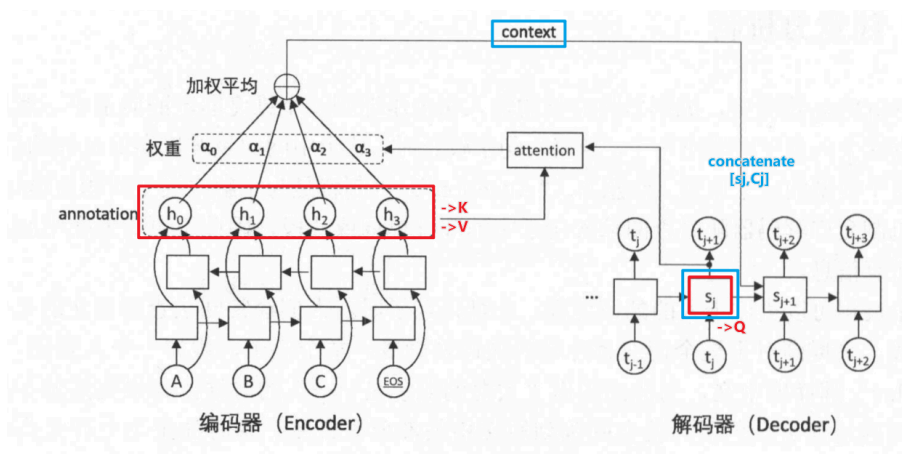 context
加权平均
权重 α0 α1 α2 α3
attention
concatenate
[sj,Cj]
annotation h0 h1 h2 h3
->K
->V
tj tj+1 tj+2 tj+3
... sj sj+1
->Q
A B C EOS
tj-1 tj tj+1 tj+2
编码器(Encoder)
解码器(Decoder)